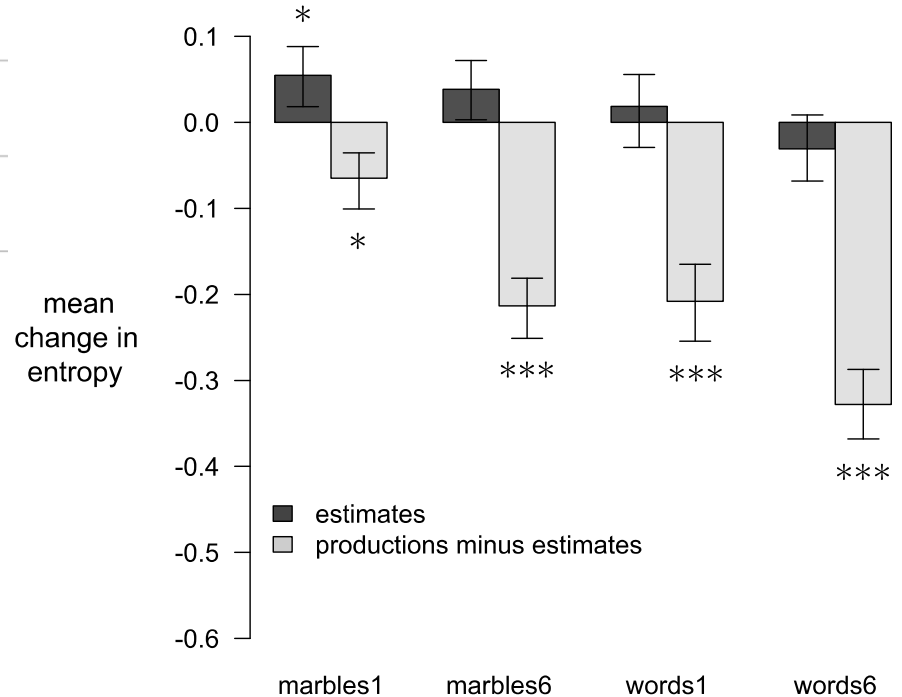 *
0.1
0.0
-0.1
*
-0.2
-0.3
***
***
-0.4
***
-0.5
-0.6
mean
change in
entropy
estimates
productions minus estimates
marbles1 marbles6 words1 words6